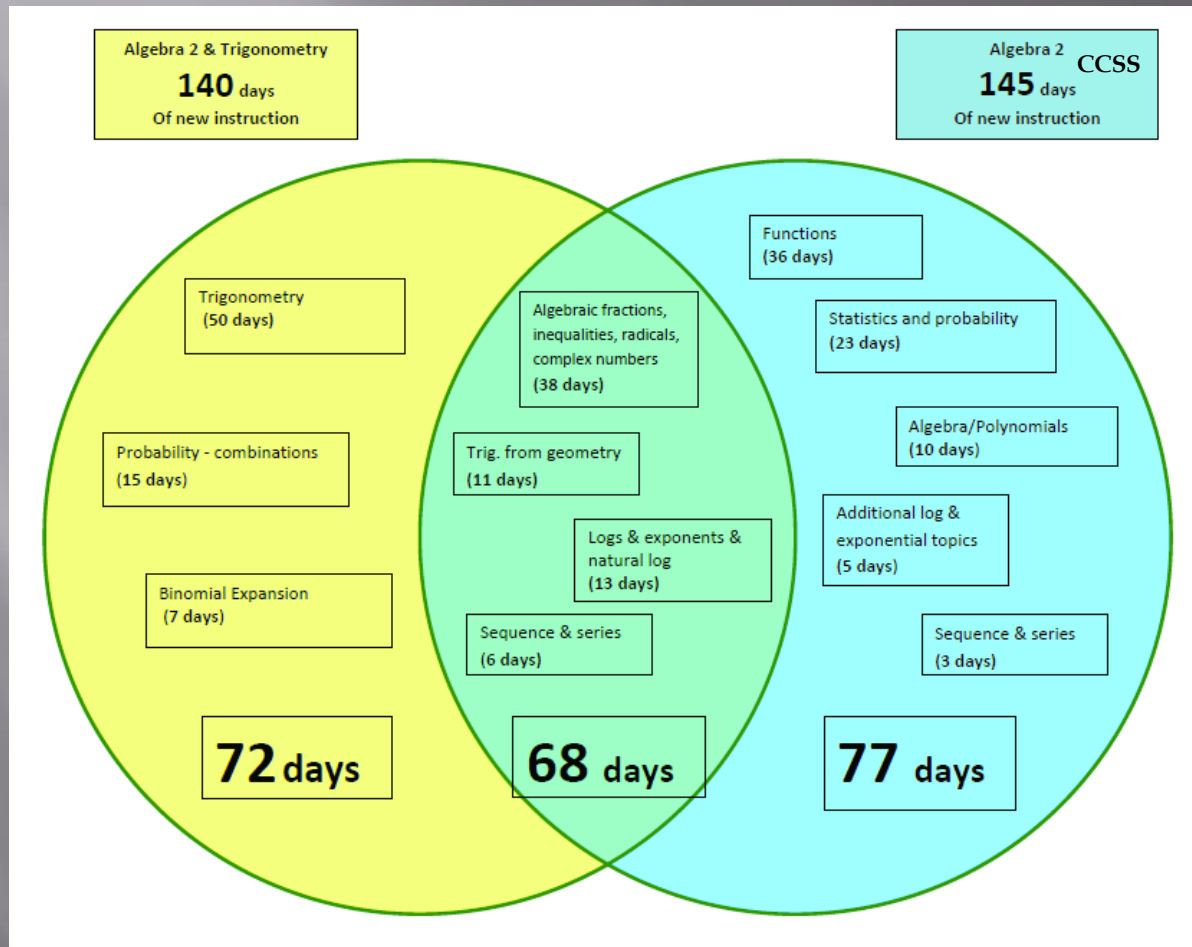 Algebra 2 & Trigonometry
140 days
Of new instruction
Algebra 2 CCSS
145 days
Of new instruction
Trigonometry
(50 days)
Probability - combinations
(15 days)
Binomial Expansion
(7 days)
72 days
Algebraic fractions,
inequalities, radicals,
complex numbers
(38 days)
Trig. from geometry
(11 days)
Logs & exponents &
natural log
(13 days)
Sequence & series
(6 days)
68 days
Functions
(36 days)
Statistics and probability
(23 days)
Algebra/Polynomials
(10 days)
Additional log &
exponential topics
(5 days)
Sequence & series
(3 days)
77 days